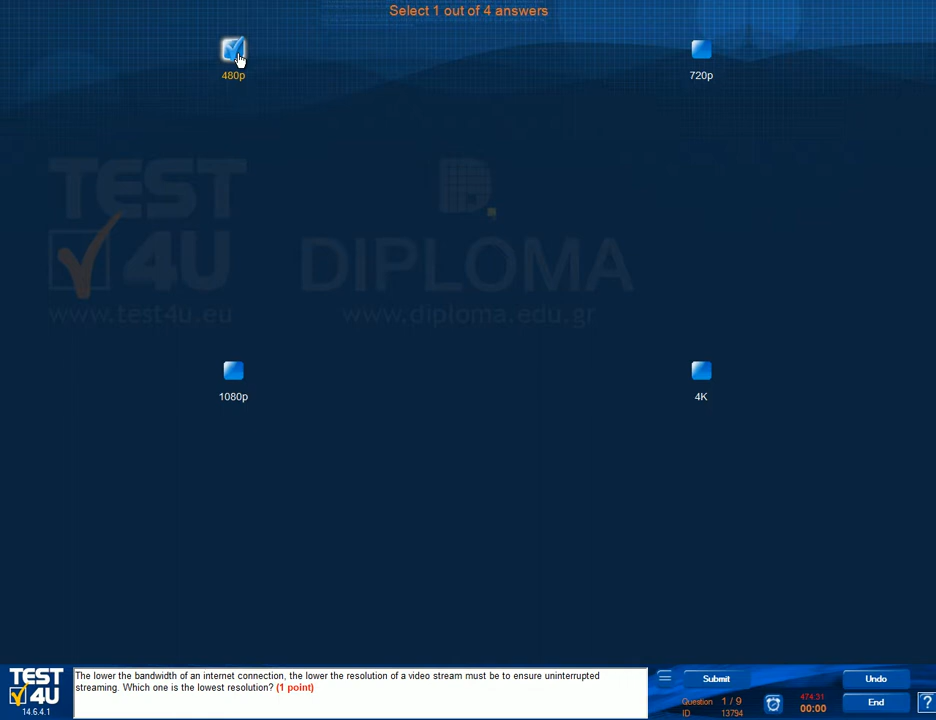 Select 1 out of 4 answers
480p
720p
TEST
4U
www.test4u.eu
DIPLOMA
www.diploma.edu.gr
1080p
4K
TEST
4U
14.6.4.1
The lower the bandwidth of an internet connection, the lower the resolution of a video stream must be to ensure uninterrupted
streaming. Which one is the lowest resolution? (1 point)
Submit
Undo
Question 1 / 9
ID 13794
474:31
00:00
End
?